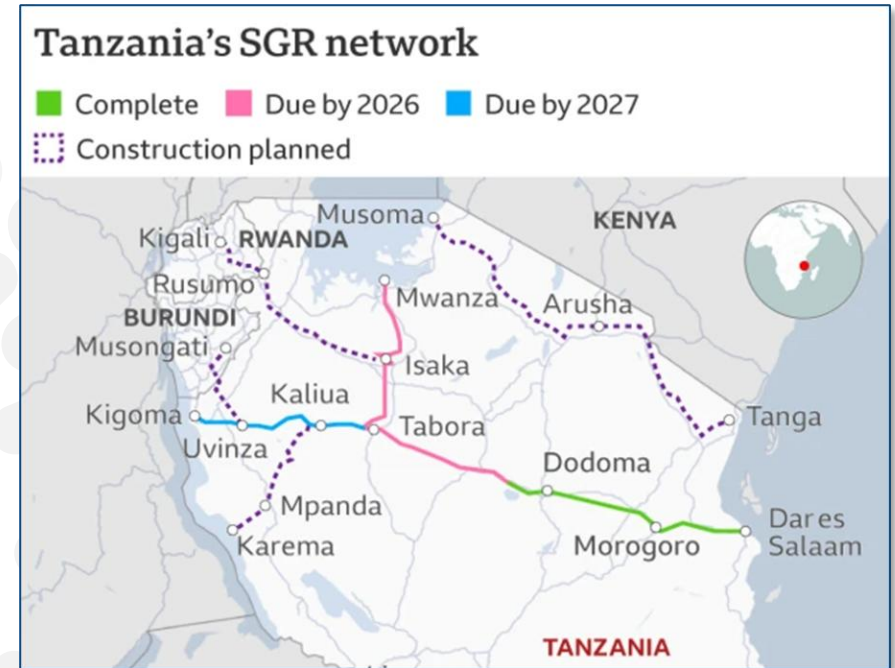 Tanzania's SGR network
Complete
Due by 2026
Due by 2027
Construction planned
Musoma
KENYA
Kigali
RWANDA
Rusumo
Mwanza
Arusha
BURUNDI
Musongati
Isaka
Kaliua
Kigoma
Tabora
Tanga
Uvinza
Dodoma
Mpanda
Dar es
Salaam
Karema
Morogoro
TANZANIA